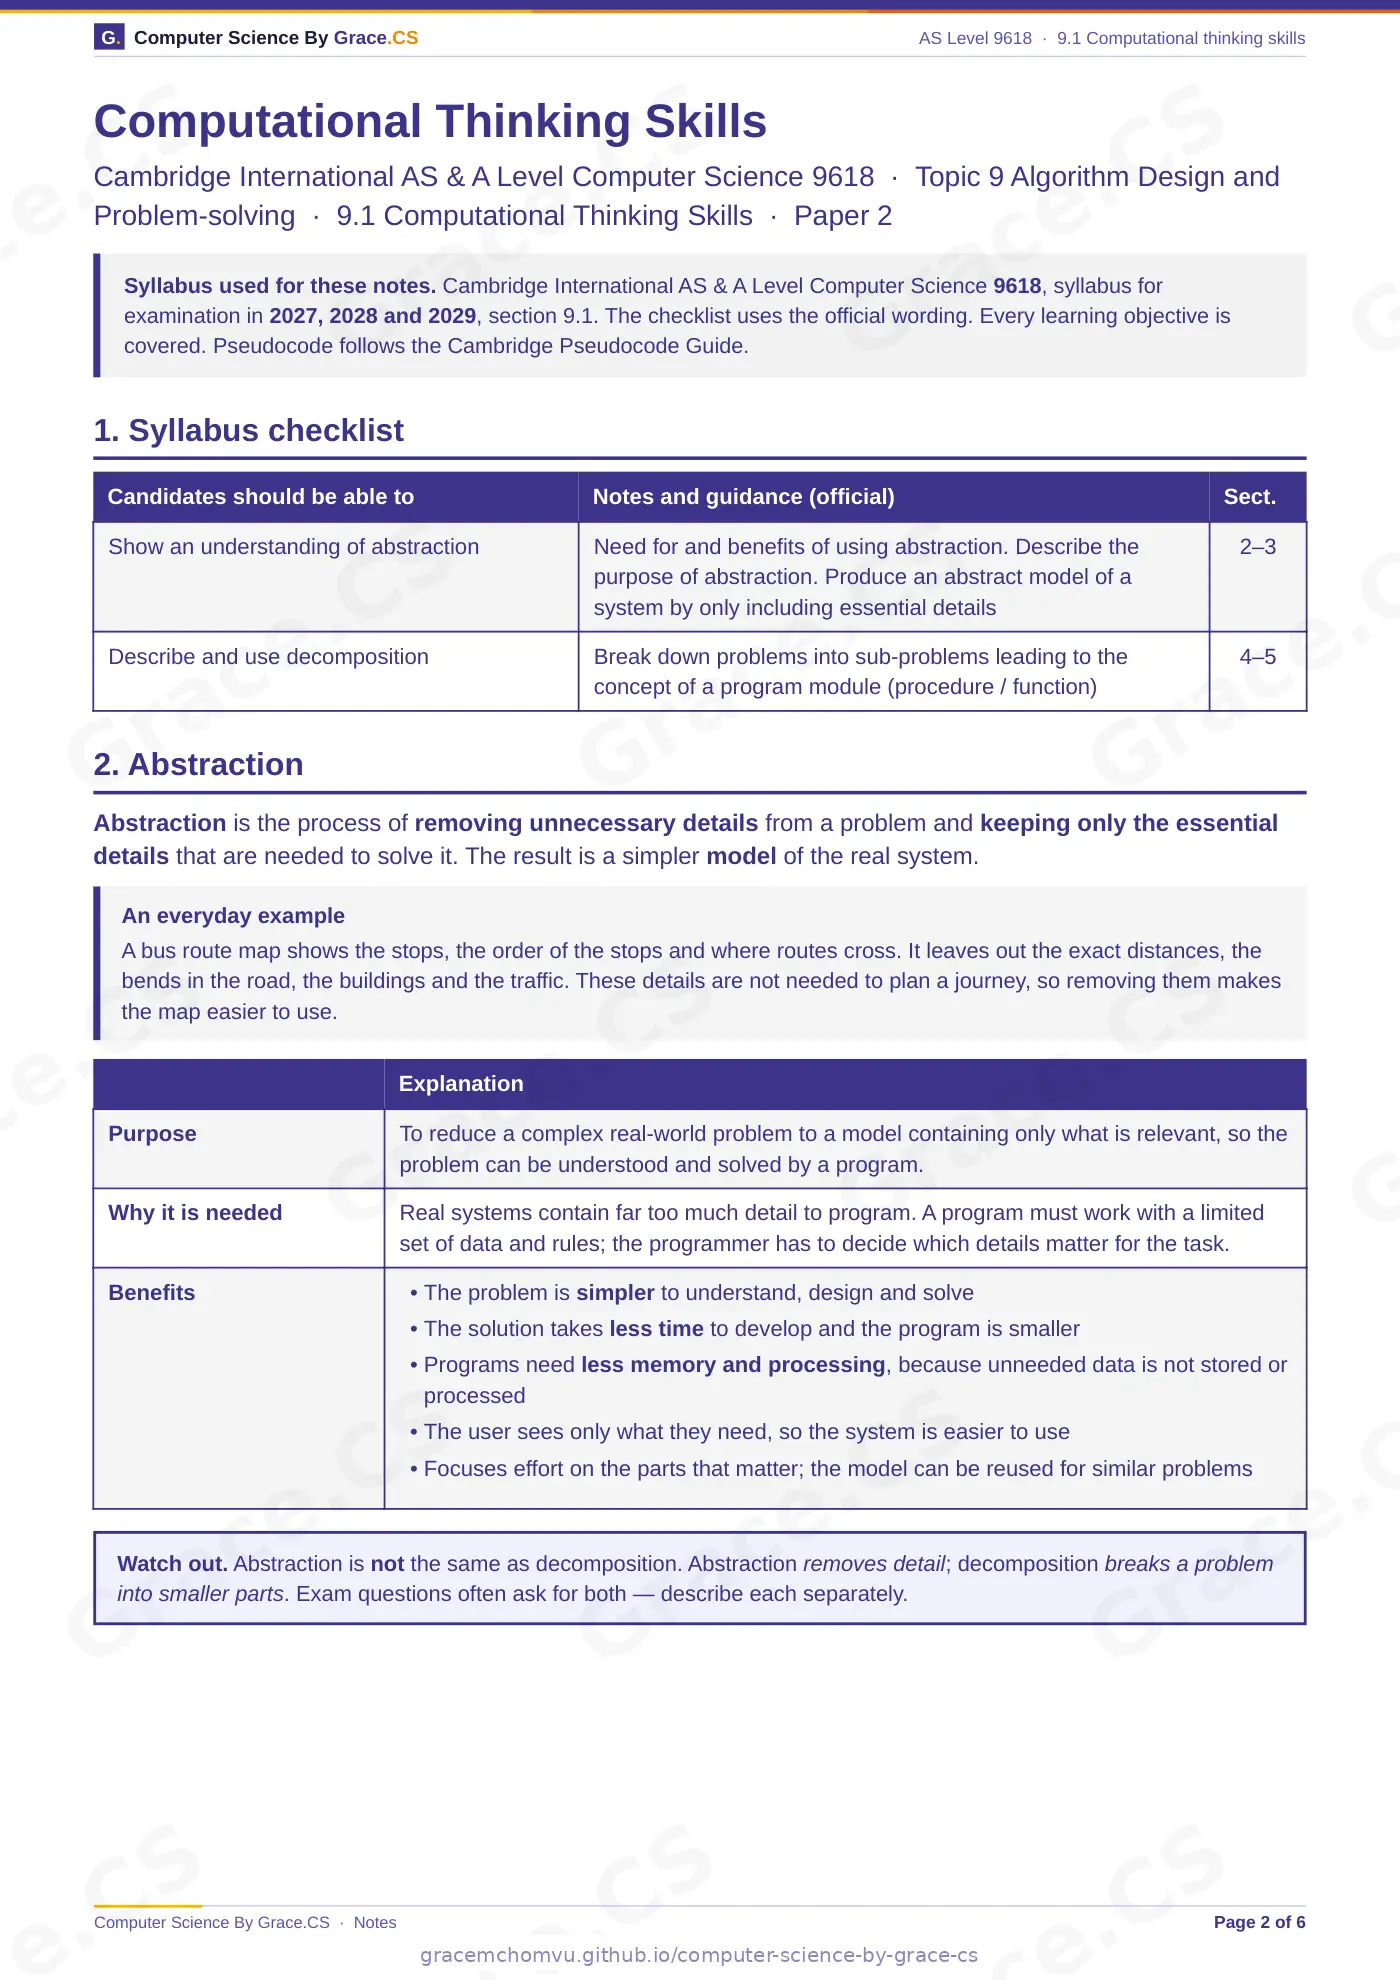 G. Computer Science By Grace.CS
AS Level 9618 · 9.1 Computational thinking skills
Computational Thinking Skills
Cambridge International AS & A Level Computer Science 9618 · Topic 9 Algorithm Design and
Problem-solving · 9.1 Computational Thinking Skills · Paper 2
Syllabus used for these notes. Cambridge International AS & A Level Computer Science 9618, syllabus for
examination in 2027, 2028 and 2029, section 9.1. The checklist uses the official wording. Every learning objective is
covered. Pseudocode follows the Cambridge Pseudocode Guide.
1. Syllabus checklist
Candidates should be able to
Notes and guidance (official)
Sect.
Show an understanding of abstraction
Need for and benefits of using abstraction. Describe the
purpose of abstraction. Produce an abstract model of a
system by only including essential details
2–3
Describe and use decomposition
Break down problems into sub-problems leading to the
concept of a program module (procedure / function)
4–5
2. Abstraction
Abstraction is the process of removing unnecessary details from a problem and keeping only the essential
details that are needed to solve it. The result is a simpler model of the real system.
An everyday example
A bus route map shows the stops, the order of the stops and where routes cross. It leaves out the exact distances, the
bends in the road, the buildings and the traffic. These details are not needed to plan a journey, so removing them makes
the map easier to use.
Explanation
Purpose
To reduce a complex real-world problem to a model containing only what is relevant, so the
problem can be understood and solved by a program.
Why it is needed
Real systems contain far too much detail to program. A program must work with a limited
set of data and rules; the programmer has to decide which details matter for the task.
Benefits
• The problem is simpler to understand, design and solve
• The solution takes less time to develop and the program is smaller
• Programs need less memory and processing, because unneeded data is not stored or
processed
• The user sees only what they need, so the system is easier to use
• Focuses effort on the parts that matter; the model can be reused for similar problems
Watch out. Abstraction is not the same as decomposition. Abstraction removes detail; decomposition breaks a problem
into smaller parts. Exam questions often ask for both — describe each separately.
Computer Science By Grace.CS · Notes
Page 2 of 6
gracemchomvu.github.io/computer-science-by-grace-cs